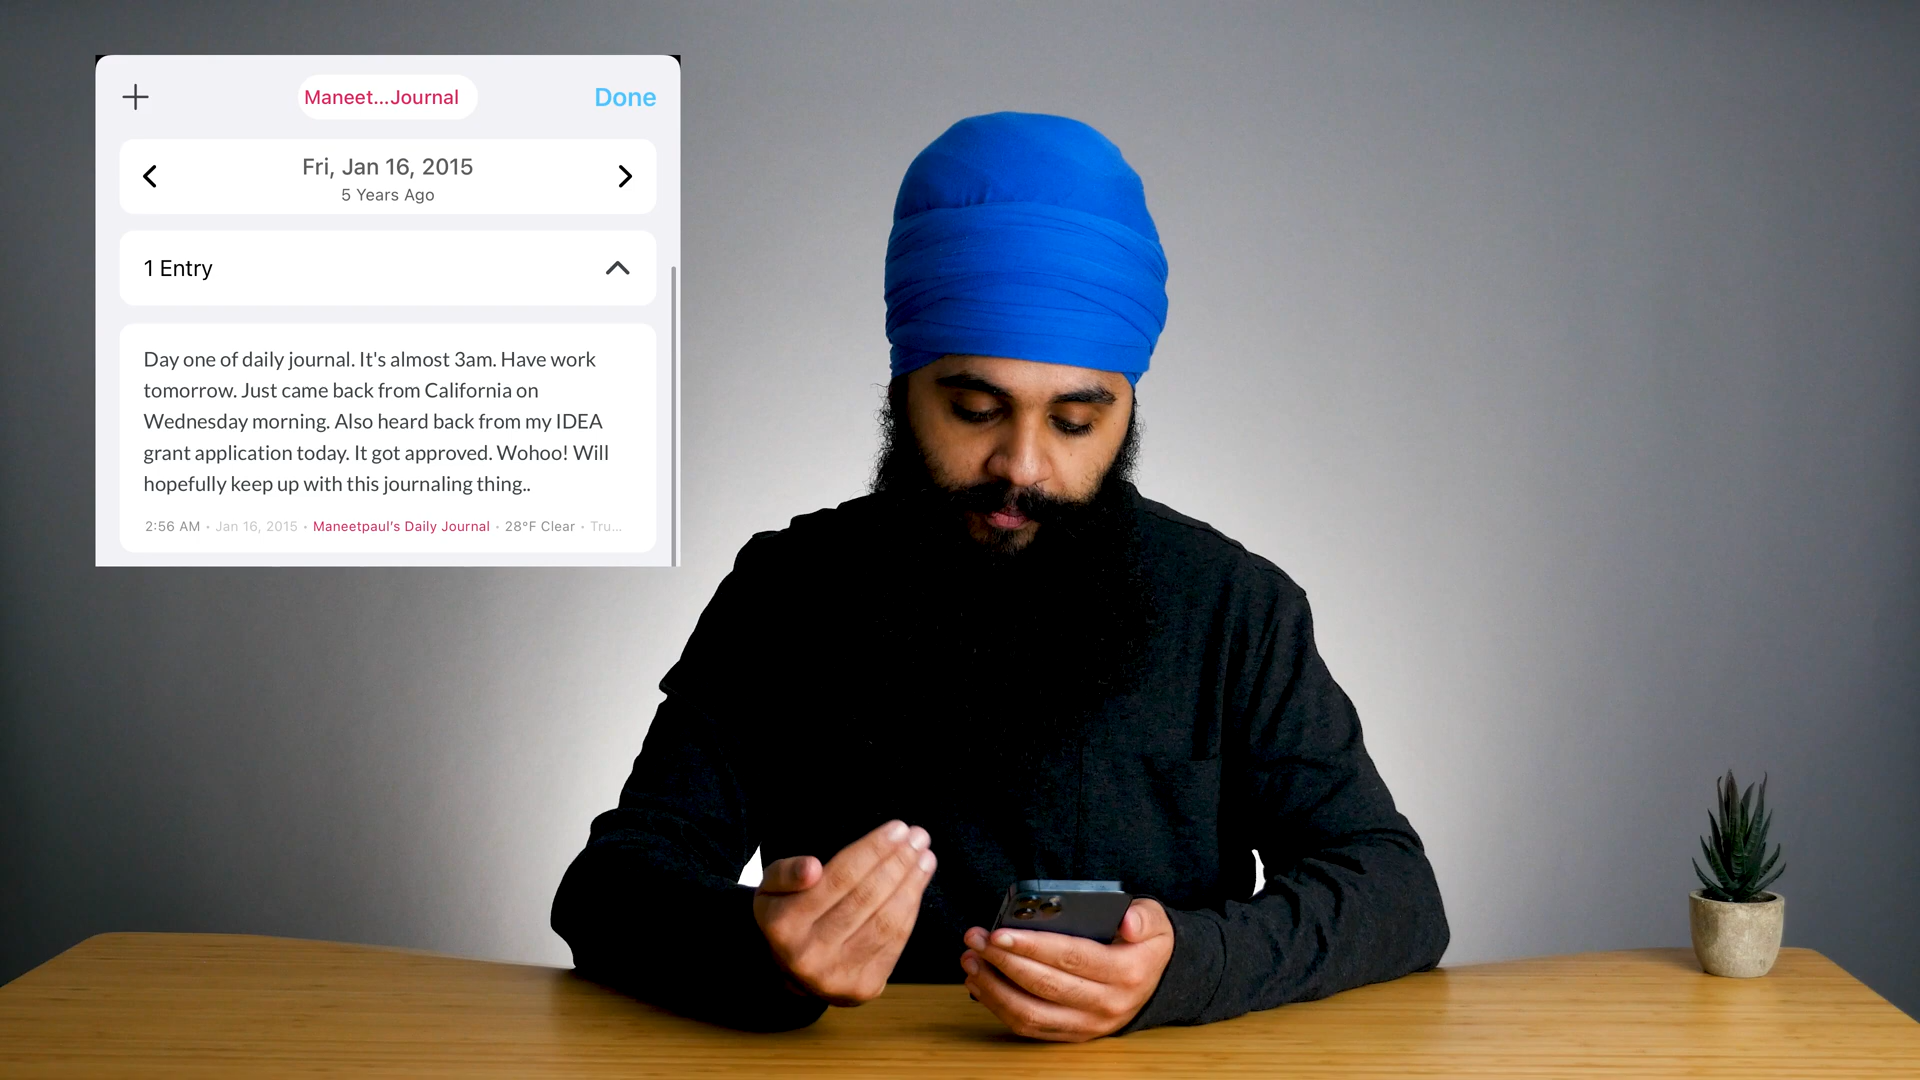 Maneet...Journal
Done
Fri, Jan 16, 2015
5 Years Ago
1 Entry
Day one of daily journal. It's almost 3am. Have work
tomorrow. Just came back from California on
Wednesday morning. Also heard back from my IDEA
grant application today. It got approved. Wohoo! Will
hopefully keep up with this journaling thing..
2:56 AM • Jan 16, 2015 • Maneetpaul's Daily Journal • 28°F Clear • Tru...